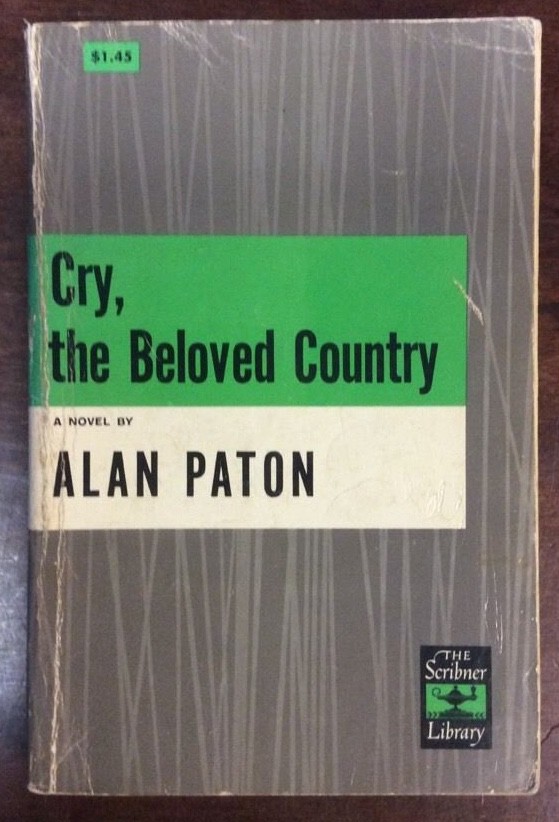 $1.45
Cry,
the Beloved Country
A NOVEL BY
ALAN PATON
THE
Scribner
Library